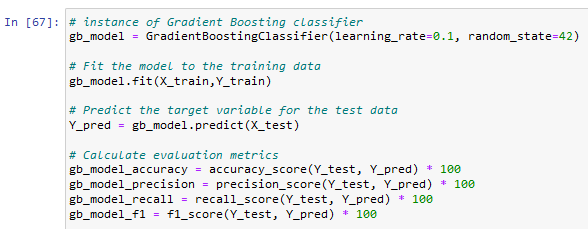 In [67]: # instance of Gradient Boosting classifier
gb_model = GradientBoostingClassifier(learning_rate=0.1, random_state=42)
# Fit the model to the training data
gb_model.fit(X_train,Y_train)
# Predict the target variable for the test data
Y_pred = gb_model.predict(X_test)
# Calculate evaluation metrics
gb_model_accuracy = accuracy_score(Y_test, Y_pred) * 100
gb_model_precision = precision_score(Y_test, Y_pred) * 100
gb_model_recall = recall_score(Y_test, Y_pred) * 100
gb_model_f1 = f1_score(Y_test, Y_pred) * 100